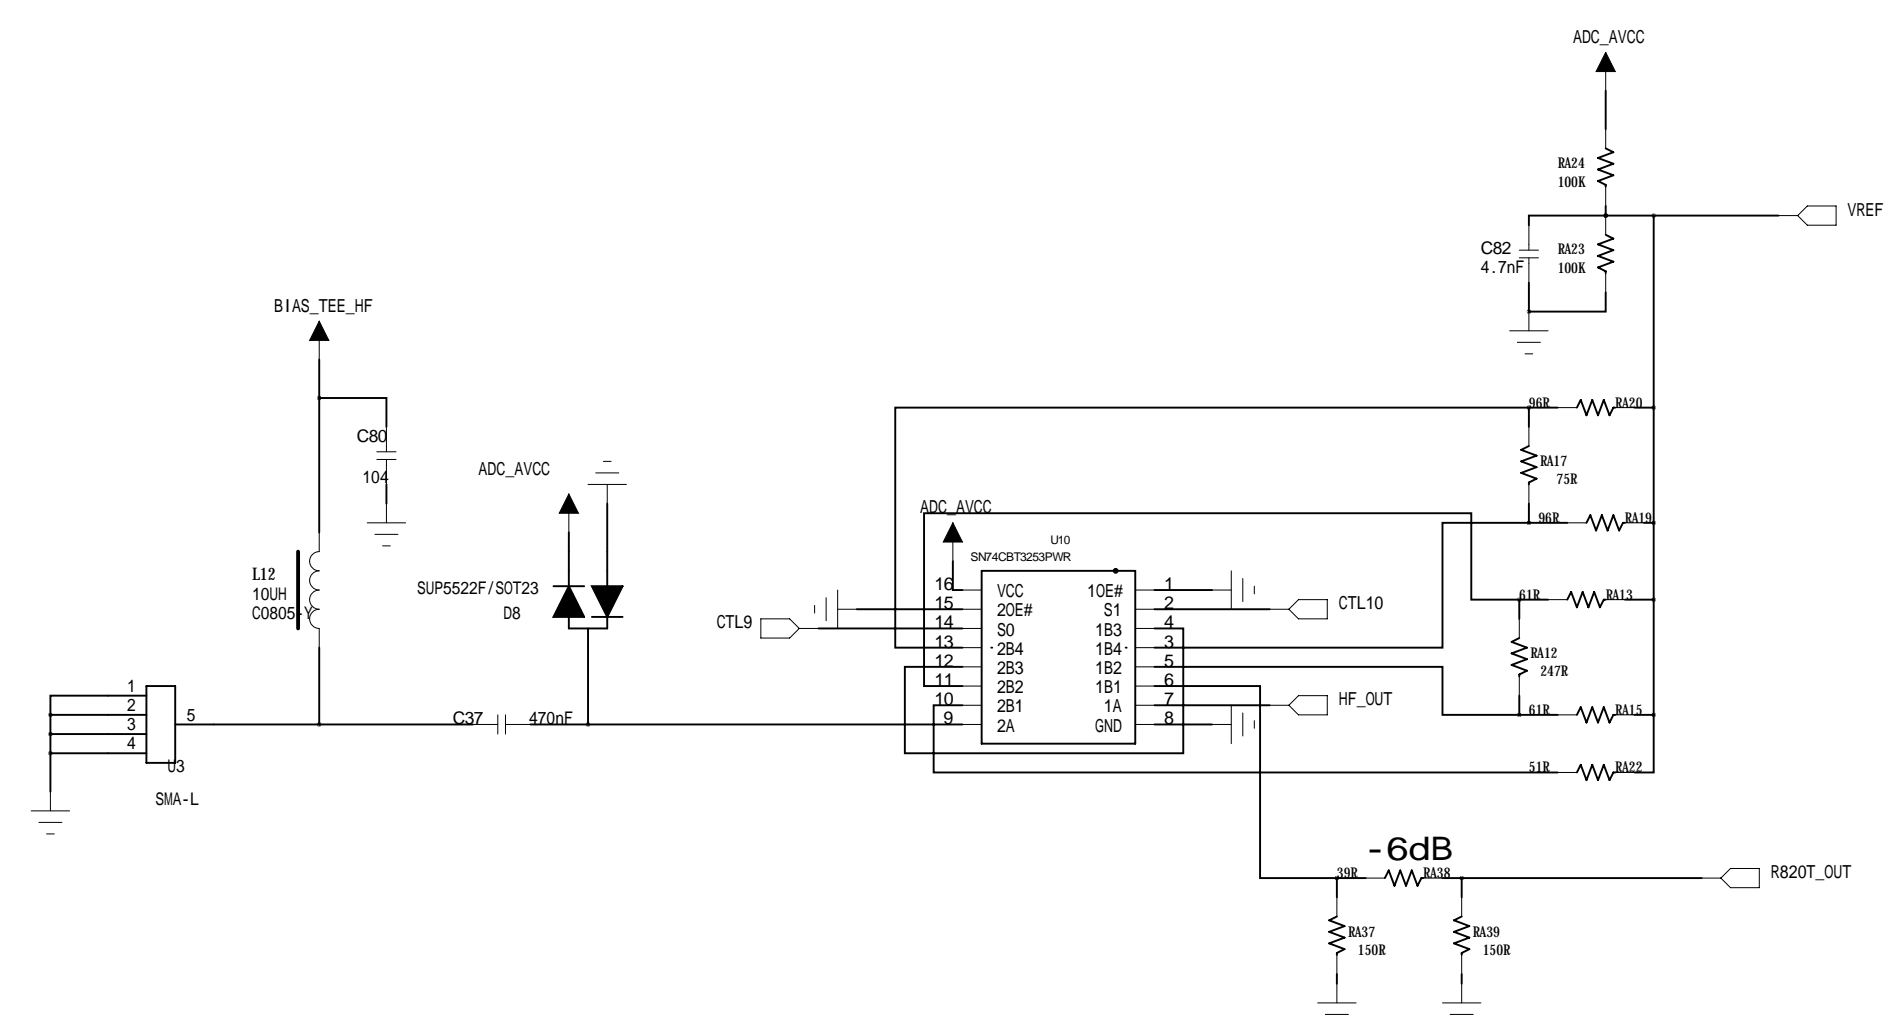 ADC_AVCC
RA24
100K
VREF
C82
4.7nF
RA23
100K
BIAS_TEE_HF
C80
104
ADC_AVCC
96R
RA20
RA17
75R
ADC_AVCC
96R
RA19
U10
SN74CBT3253PWR
L12
10UH
C0805-Y
SUP5522F/SOT23
D8
CTL9
16
15
14
13
12
11
10
9
VCC
2OE#
S0
2B4
2B3
2B2
2B1
2A
1OE#
S1
1B3
1B4
1B2
1B1
1A
GND
1
2
4
3
5
6
7
8
CTL10
HF_OUT
61R
RA13
RA12
247R
61R
RA15
51R
RA22
1
2
3
4
5
U3
SMA-L
C37
470nF
-6dB
39R
RA38
R820T_OUT
RA37
150R
RA39
150R